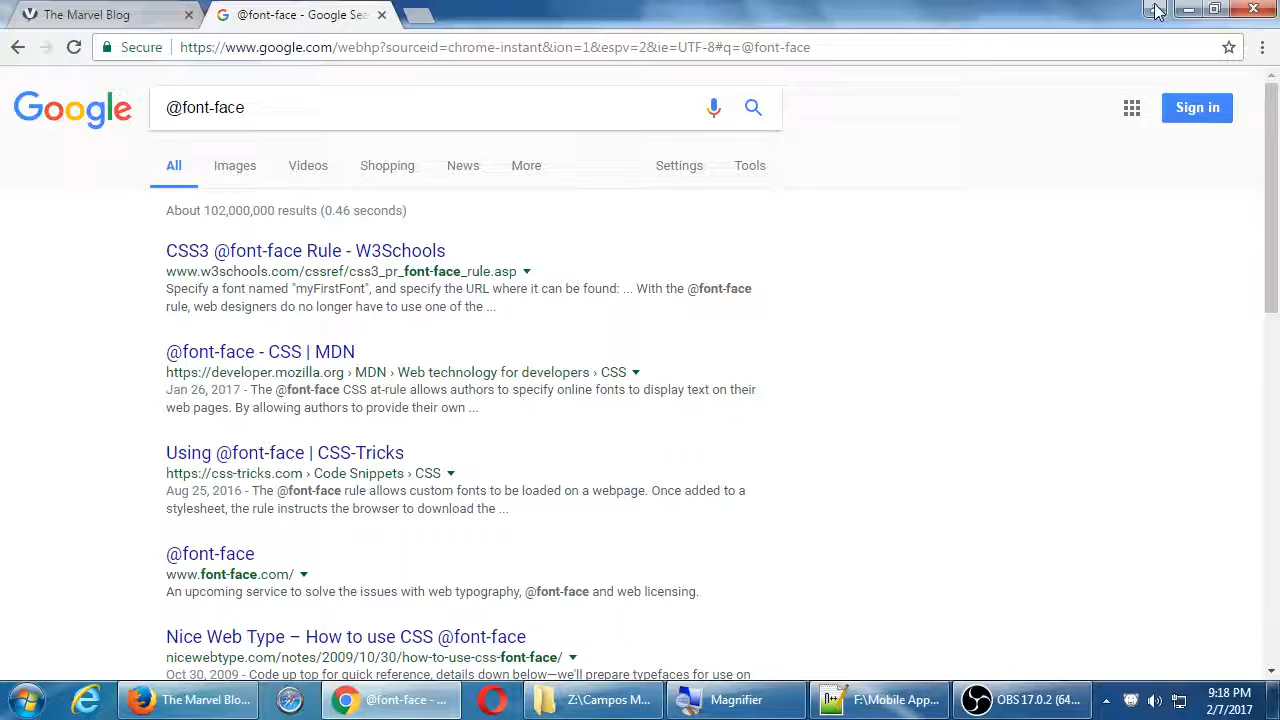 The Marvel Blog
@font-face - Google Sea
Secure
https://www.google.com/webhp?sourceid=chrome-instant&ion=1&espv=2&ie=UTF-8#q=@font-face
Google
@font-face
Sign in
All Images Videos Shopping News More Settings Tools
About 102,000,000 results (0.46 seconds)
CSS3 @font-face Rule - W3Schools
www.w3schools.com/cssref/css3_pr_font-face_rule.asp
Specify a font named "myFirstFont", and specify the URL where it can be found: ... With the @font-face
rule, web designers do no longer have to use one of the ...
@font-face - CSS | MDN
https://developer.mozilla.org › MDN › Web technology for developers › CSS
Jan 26, 2017 - The @font-face CSS at-rule allows authors to specify online fonts to display text on their
web pages. By allowing authors to provide their own ...
Using @font-face | CSS-Tricks
https://css-tricks.com › Code Snippets › CSS
Aug 25, 2016 - The @font-face rule allows custom fonts to be loaded on a webpage. Once added to a
stylesheet, the rule instructs the browser to download the ...
@font-face
www.font-face.com/
An upcoming service to solve the issues with web typography, @font-face and web licensing.
Nice Web Type – How to use CSS @font-face
nicewebtype.com/notes/2009/10/30/how-to-use-css-font-face/
Oct 30, 2009 - Code up top for quick reference, details down below—we'll prepare typefaces for use on
The Marvel Blo...
@font-face - ...
Z:\Campos M...
Magnifier
F:\Mobile App...
OBS 17.0.2 (64...
9:18 PM
2/7/2017